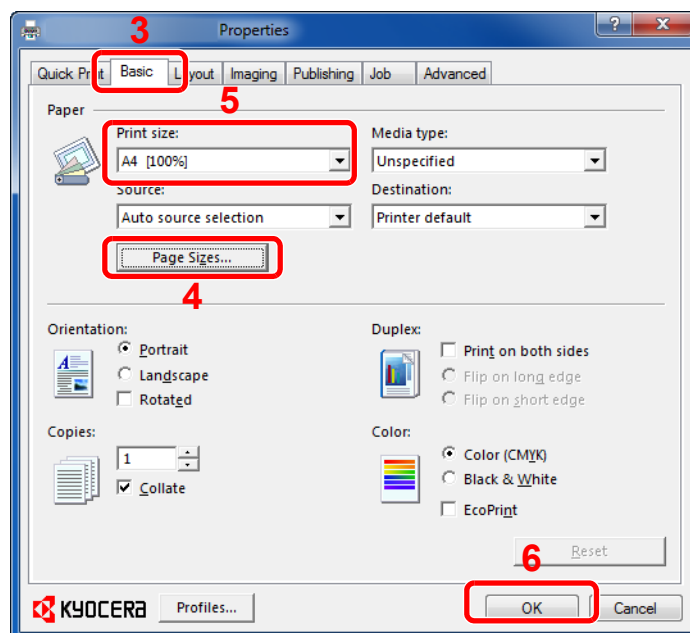 3
Properties
Quick Print Basic Layout Imaging Publishing Job Advanced
5
Paper
Print size: Media type:
A4 [100%] Unspecified
Source: Destination:
Auto source selection Printer default
Page Sizes...
4
Orientation: Duplex:
Portrait Print on both sides
Landscape Flip on long edge
Rotated Flip on short edge
Copies: Color:
1 Color (CMYK)
Collate Black & White
EcoPrint
6 Reset
KYOCERA Profiles... OK Cancel